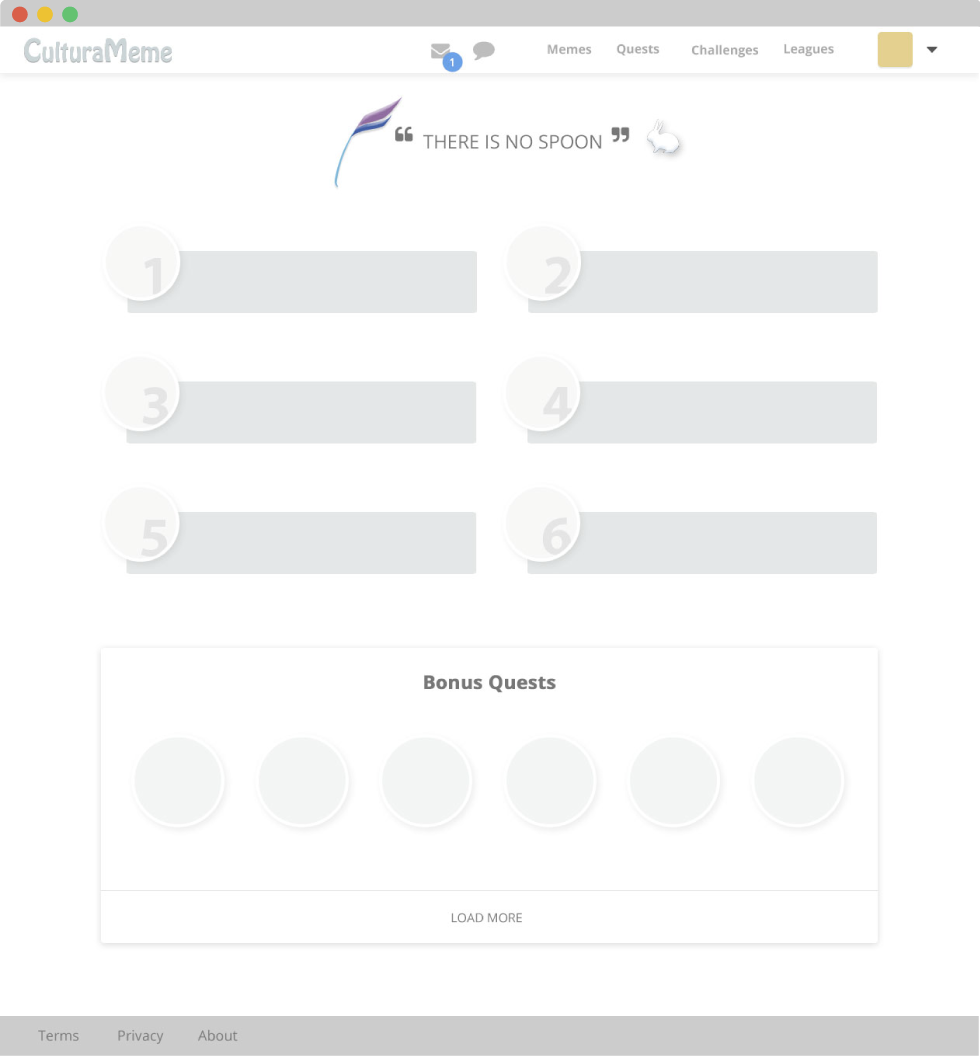 CulturaMeme
1
Memes
Quests
Challenges
Leagues
“ THERE IS NO SPOON ”
1
2
3
4
5
6
Bonus Quests
LOAD MORE
Terms
Privacy
About